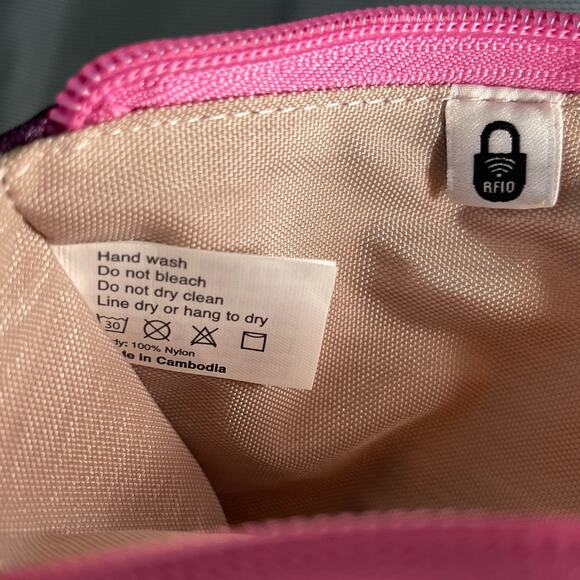 RFID
Hand wash
Do not bleach
Do not dry clean
Line dry or hang to dry
30
100% Nylon
in Cambodia